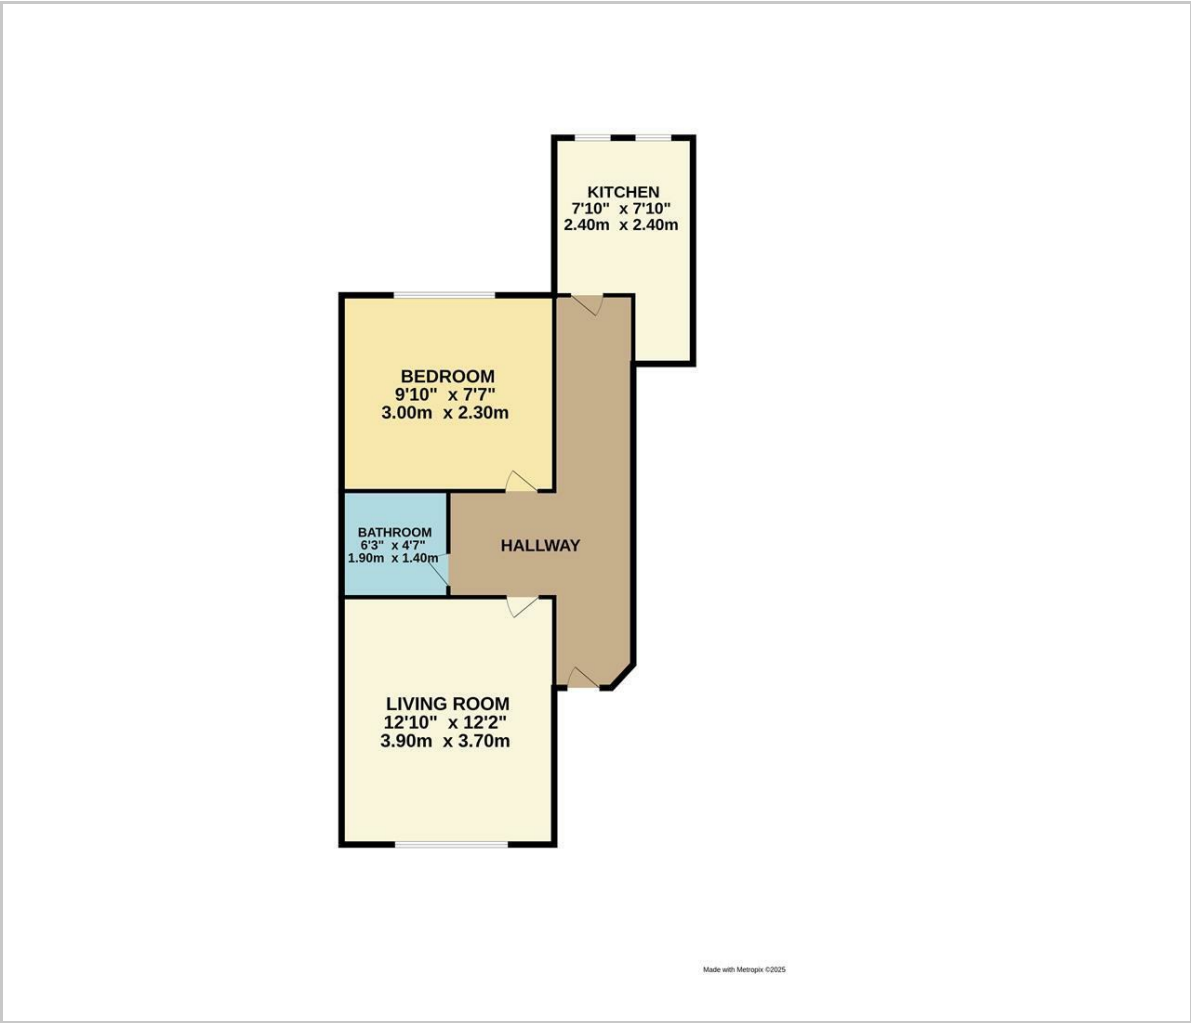 KITCHEN
7'10" x 7'10"
2.40m x 2.40m
BEDROOM
9'10" x 7'7"
3.00m x 2.30m
BATHROOM
6'3" x 4'7"
1.90m x 1.40m
HALLWAY
LIVING ROOM
12'10" x 12'2"
3.90m x 3.70m
Made with Metropix ©2025